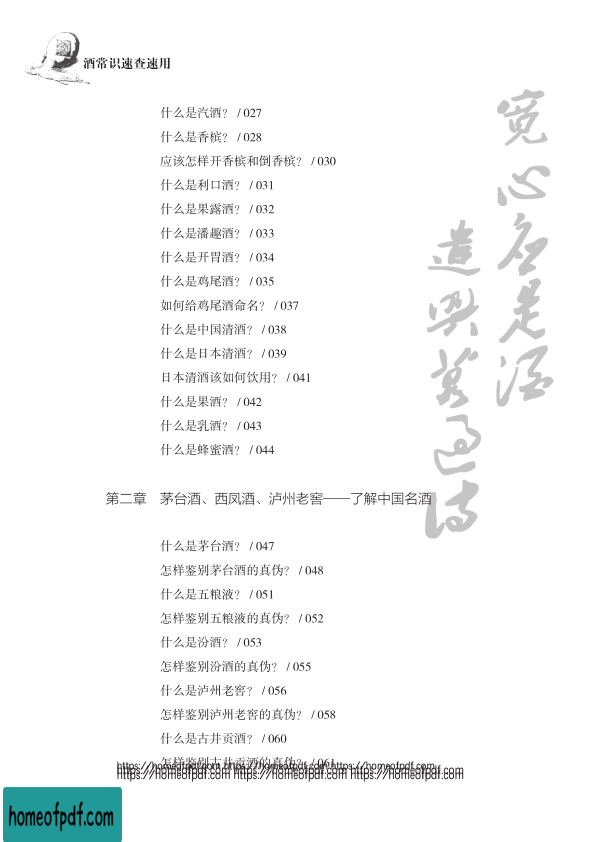 酒常识速查速用
什么是汽酒？ / 027
什么是香槟？ / 028
应该怎样开香槟和倒香槟？ / 030
什么是利口酒？ / 031
什么是果露酒？ / 032
什么是潘趣酒？ / 033
什么是开胃酒？ / 034
什么是鸡尾酒？ / 035
如何给鸡尾酒命名？ / 037
什么是中国清酒？ / 038
什么是日本清酒？ / 039
日本清酒该如何饮用？ / 041
什么是果酒？ / 042
什么是乳酒？ / 043
什么是蜂蜜酒？ / 044
宽心应是酒
遣兴莫过诗
第二章　茅台酒、西凤酒、泸州老窖——了解中国名酒
什么是茅台酒？ / 047
怎样鉴别茅台酒的真伪？ / 048
什么是五粮液？ / 051
怎样鉴别五粮液的真伪？ / 052
什么是汾酒？ / 053
怎样鉴别汾酒的真伪？ / 055
什么是泸州老窖？ / 056
怎样鉴别泸州老窖的真伪？ / 058
什么是古井贡酒？ / 060
怎样鉴别古井贡酒的真伪？ / 061
https://homeofpdf.com https://homeofpdf.com https://homeofpdf.com
https://homeofpdf.com https://homeofpdf.com https://homeofpdf.com
https://homeofpdf.com https://homeofpdf.com https://homeofpdf.com
homeofpdf.com